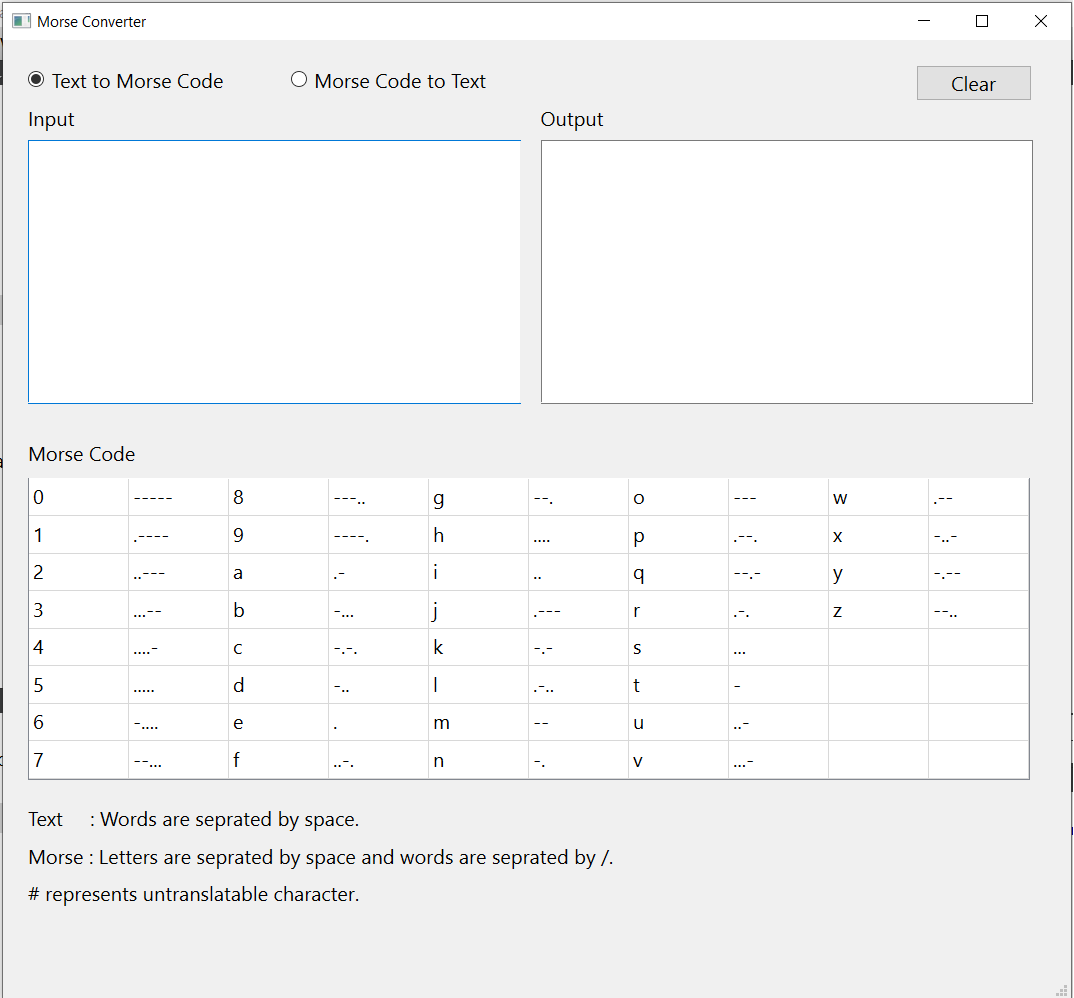 Morse Converter
Text to Morse Code Morse Code to Text Clear
Input Output
Morse Code
0 ----- 8 ---.. g --. o --- w .--
1 .---- 9 ----. h .... p .--. x -..-
2 ..--- a .- i .. q --.- y -.--
3 ...-- b -... j .--- r .-. z --..
4 ....- c -.-. k -.- s ...
5 ..... d -.. l .-.. t -
6 -.... e . m -- u ..-
7 --... f ..-. n -. v ...-
Text : Words are seprated by space.
Morse : Letters are seprated by space and words are seprated by /.
# represents untranslatable character.